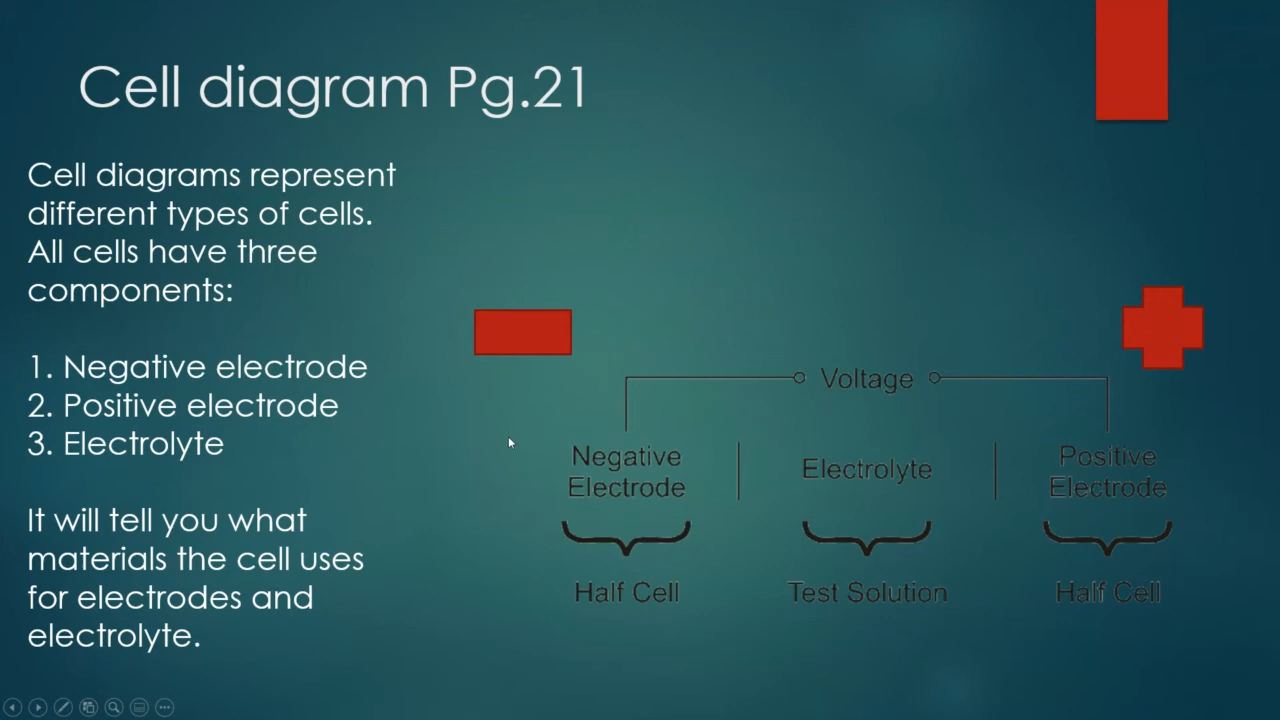 Cell diagram Pg.21
Cell diagrams represent
different types of cells.
All cells have three
components:
1. Negative electrode
2. Positive electrode
3. Electrolyte
It will tell you what
materials the cell uses
for electrodes and
electrolyte.
Voltage
Negative
Electrode
Electrolyte
Positive
Electrode
Half Cell
Test Solution
Half Cell